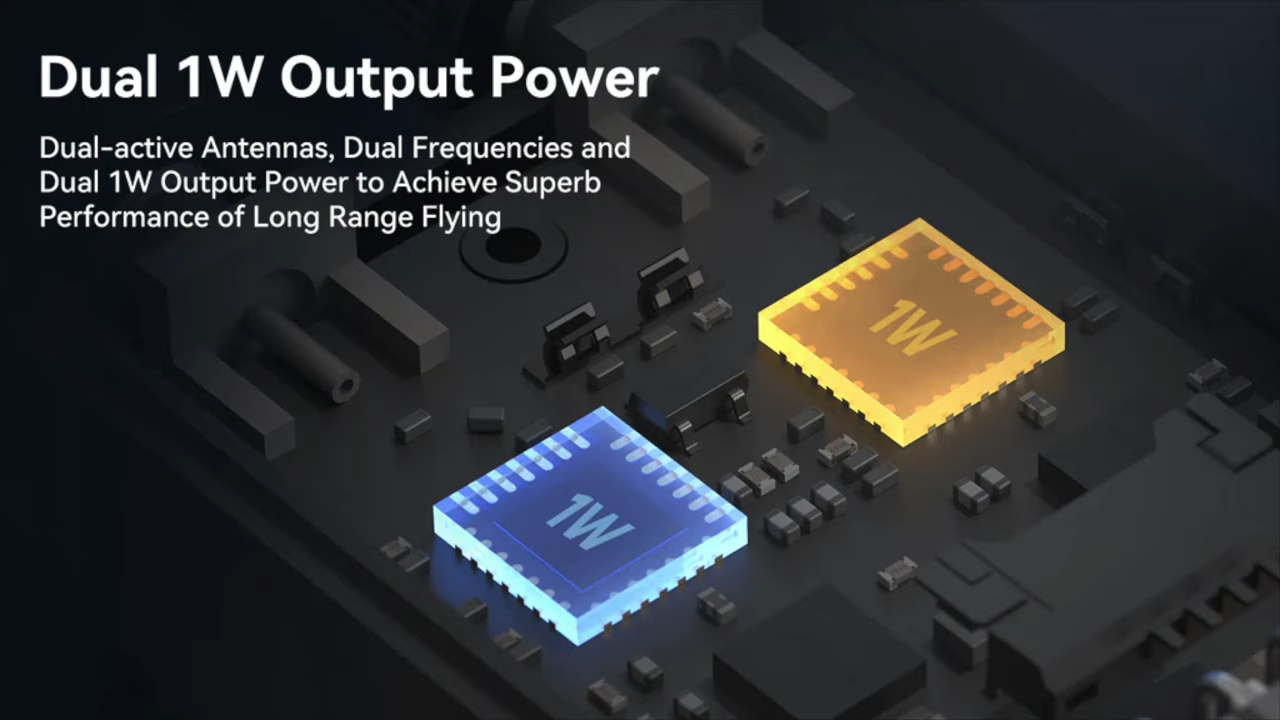 Dual 1W Output Power
Dual-active Antennas, Dual Frequencies and
Dual 1W Output Power to Achieve Superb
Performance of Long Range Flying
1W
1W